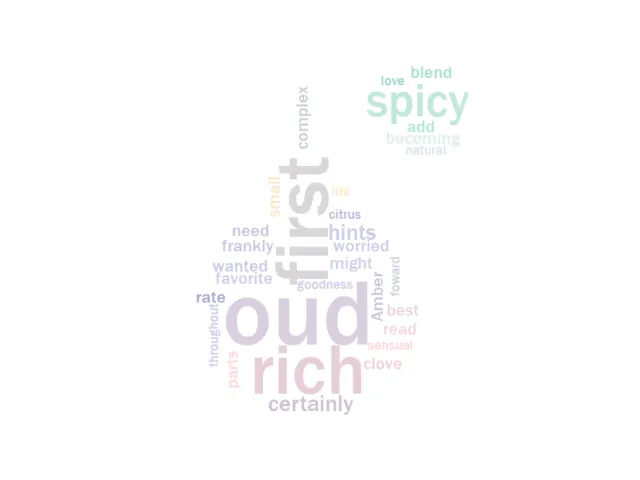 love blend
spicy
add
becoming
natural
complex
first
small
life
citrus
need
hints
frankly
worried
wanted
might
favorite
goodness
Amber
foward
rate
oud
throughout
best
read
sensual
rich
clove
parts
certainly